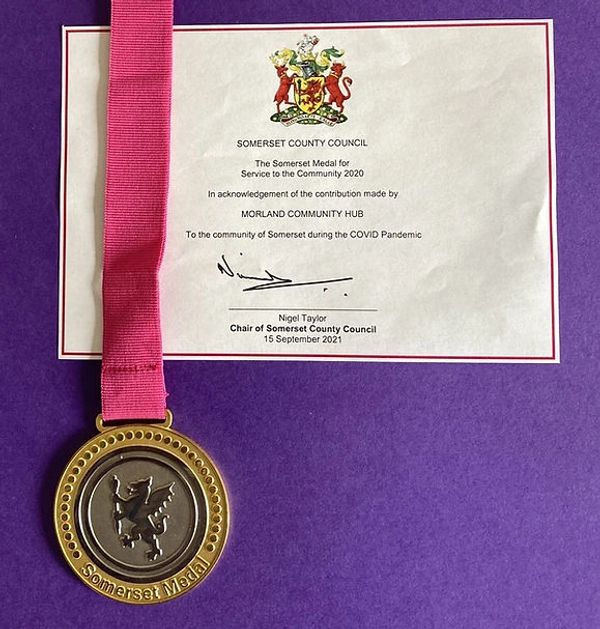 SOMERSET COUNTY COUNCIL
The Somerset Medal for
Service to the Community 2020
In acknowledgement of the contribution made by
MORLAND COMMUNITY HUB
To the community of Somerset during the COVID Pandemic
Nigel Taylor
Chair of Somerset County Council
15 September 2021
Somerset Medal